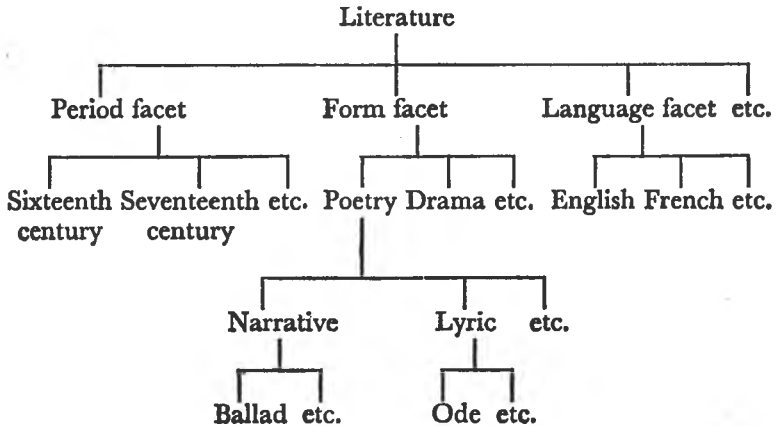 Literature
Period facet Form facet Language facet etc.
Sixteenth Seventeenth etc. Poetry Drama etc. English French etc.
century century
Narrative Lyric etc.
Ballad etc. Ode etc.